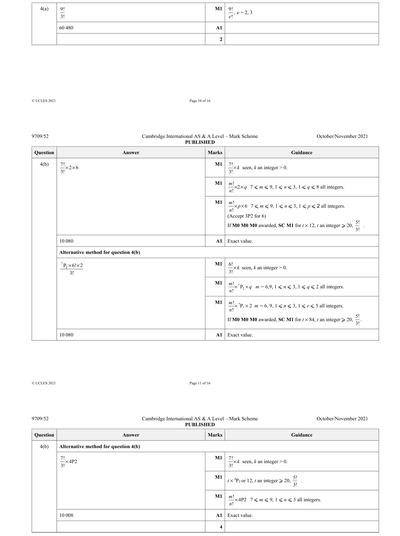 4(a) 9!/3! M1 9!/e!, e = 2, 3
60 480 A1
2
© UCLES 2021 Page 10 of 16
9709/52 Cambridge International AS & A Level – Mark Scheme October/November 2021
PUBLISHED
Question Answer Marks Guidance
4(b) 7!/3! × 2 × 6 M1 7!/3! × k seen, k an integer > 0.
M1 m!/n! × 2 × q 7 ⩽ m ⩽ 9, 1 ⩽ n ⩽ 3, 1 ⩽ q ⩽ 8 all integers.
M1 m!/n! × p × 6 7 ⩽ m ⩽ 9, 1 ⩽ n ⩽ 3, 1 ⩽ p ⩽ 2 all integers.
(Accept 3P2 for 6)
If M0 M0 M0 awarded, SC M1 for t × 12, t an integer ⩾ 20, 5!/3! .
10 080 A1 Exact value.
Alternative method for question 4(b)
⁷P₁ × 6! × 2 / 3! M1 6!/3! × k seen, k an integer > 0.
M1 m!/n! × ⁷P₁ × q m = 6,9, 1 ⩽ n ⩽ 3, 1 ⩽ q ⩽ 2 all integers.
M1 m!/n! × ⁷Pᵣ × 2 m = 6, 9, 1 ⩽ n ⩽ 3, 1 ⩽ r ⩽ 5 all integers.
If M0 M0 M0 awarded, SC M1 for t × 84, t an integer ⩾ 20, 5!/3! .
10 080 A1 Exact value.
© UCLES 2021 Page 11 of 16
9709/52 Cambridge International AS & A Level – Mark Scheme October/November 2021
PUBLISHED
Question Answer Marks Guidance
4(b) Alternative method for question 4(b)
7!/3! × 4P2 M1 7!/3! × k seen, k an integer > 0.
M1 t × ⁴P₂ or 12, t an integer ⩾ 20, 5!/3! .
M1 m!/n! × 4P2 7 ⩽ m ⩽ 9, 1 ⩽ n ⩽ 3 all integers.
10 008 A1 Exact value.
4